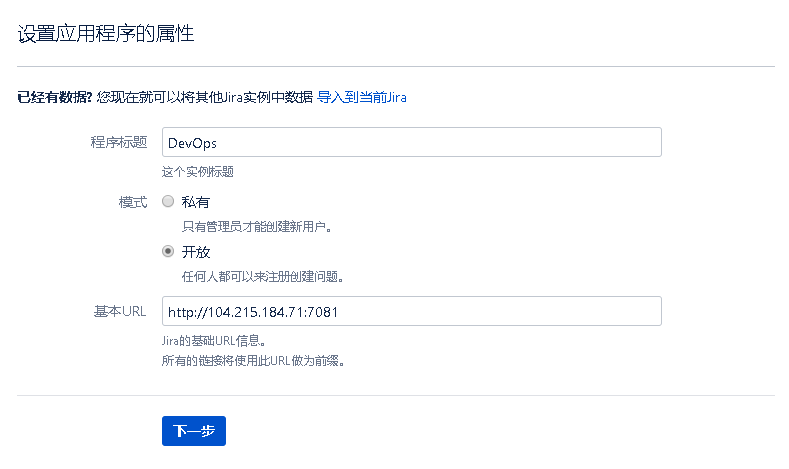 设置应用程序的属性
已经有数据? 您现在就可以将其他Jira实例中数据 导入到当前Jira
程序标题 DevOps
这个实例标题
模式 私有
只有管理员才能创建新用户。
开放
任何人都可以来注册创建问题。
基本URL http://104.215.184.71:7081
Jira的基础URL信息。
所有的链接将使用此URL做为前缀。
下一步